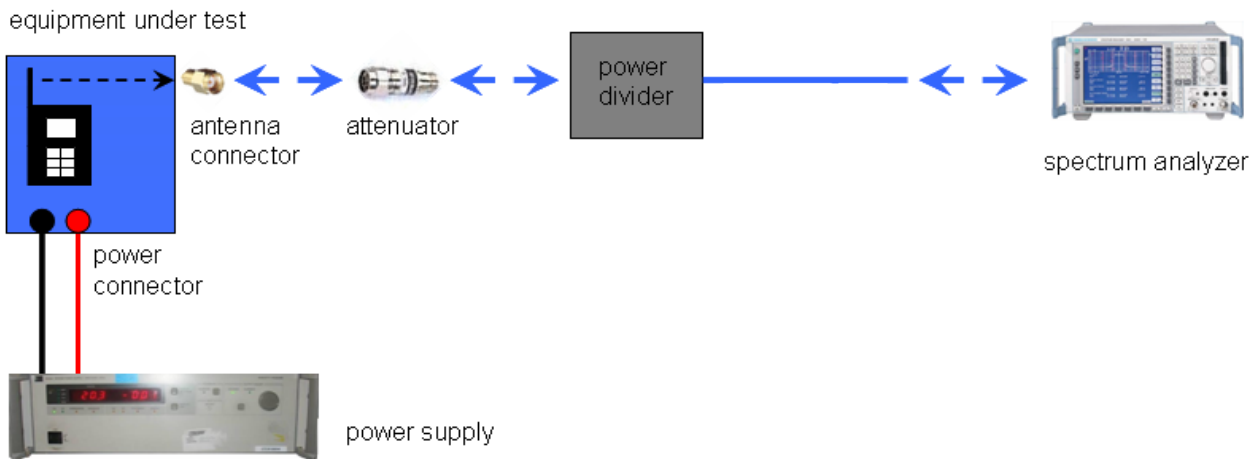 equipment under test
power
divider
antenna
connector
attenuator
spectrum analyzer
power
connector
power supply